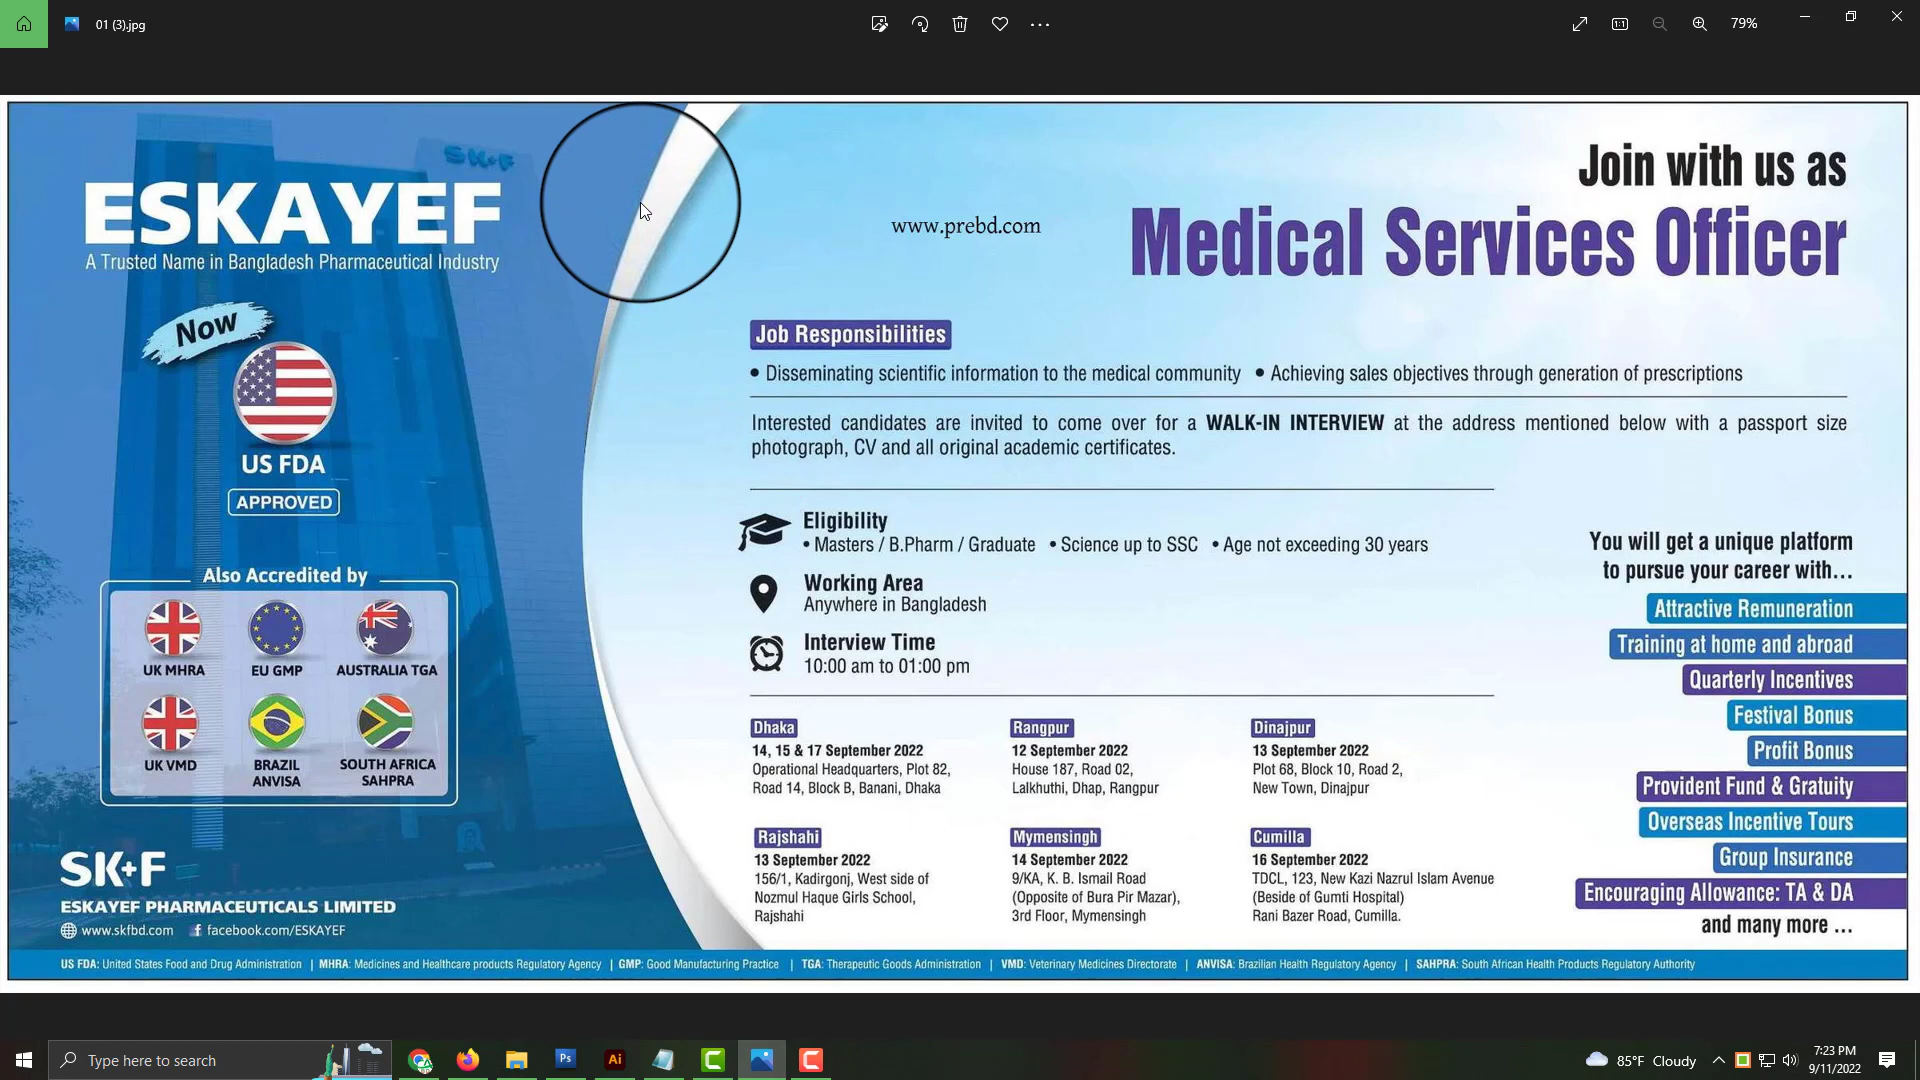 01 (3).jpg
79%
SK+F
ESKAYEF
A Trusted Name in Bangladesh Pharmaceutical Industry
Now
US FDA
APPROVED
Also Accredited by
UK MHRA
EU GMP
AUSTRALIA TGA
UK VMD
BRAZIL
ANVISA
SOUTH AFRICA
SAHPRA
SK+F
ESKAYEF PHARMACEUTICALS LIMITED
www.skfbd.com facebook.com/ESKAYEF
www.prebd.com
Join with us as
Medical Services Officer
Job Responsibilities
• Disseminating scientific information to the medical community • Achieving sales objectives through generation of prescriptions
Interested candidates are invited to come over for a WALK-IN INTERVIEW at the address mentioned below with a passport size
photograph, CV and all original academic certificates.
Eligibility
• Masters / B.Pharm / Graduate • Science up to SSC • Age not exceeding 30 years
Working Area
Anywhere in Bangladesh
Interview Time
10:00 am to 01:00 pm
Dhaka
14, 15 & 17 September 2022
Operational Headquarters, Plot 82,
Road 14, Block B, Banani, Dhaka
Rangpur
12 September 2022
House 187, Road 02,
Lalkhuthi, Dhap, Rangpur
Dinajpur
13 September 2022
Plot 68, Block 10, Road 2,
New Town, Dinajpur
Rajshahi
13 September 2022
156/1, Kadirgonj, West side of
Nozmul Haque Girls School,
Rajshahi
Mymensingh
14 September 2022
9/KA, K. B. Ismail Road
(Opposite of Bura Pir Mazar),
3rd Floor, Mymensingh
Cumilla
16 September 2022
TDCL, 123, New Kazi Nazrul Islam Avenue
(Beside of Gumti Hospital)
Rani Bazer Road, Cumilla.
You will get a unique platform
to pursue your career with...
Attractive Remuneration
Training at home and abroad
Quarterly Incentives
Festival Bonus
Profit Bonus
Provident Fund & Gratuity
Overseas Incentive Tours
Group Insurance
Encouraging Allowance: TA & DA
and many more ...
US FDA: United States Food and Drug Administration | MHRA: Medicines and Healthcare products Regulatory Agency | GMP: Good Manufacturing Practice | TGA: Therapeutic Goods Administration | VMD: Veterinary Medicines Directorate | ANVISA: Brazilian Health Regulatory Agency | SAHPRA: South African Health Products Regulatory Authority
Type here to search
Ps
Ai
85°F Cloudy
7:23 PM
9/11/2022